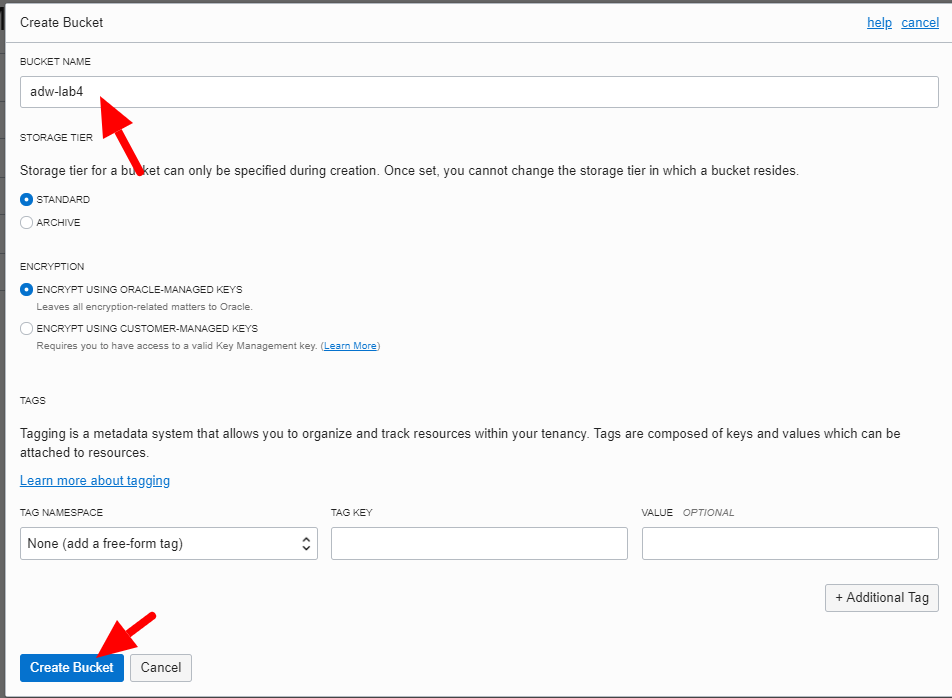 Create Bucket help cancel
BUCKET NAME
adw-lab4
STORAGE TIER
Storage tier for a bucket can only be specified during creation. Once set, you cannot change the storage tier in which a bucket resides.
STANDARD
ARCHIVE
ENCRYPTION
ENCRYPT USING ORACLE-MANAGED KEYS
Leaves all encryption-related matters to Oracle.
ENCRYPT USING CUSTOMER-MANAGED KEYS
Requires you to have access to a valid Key Management key. (Learn More)
TAGS
Tagging is a metadata system that allows you to organize and track resources within your tenancy. Tags are composed of keys and values which can be
attached to resources.
Learn more about tagging
TAG NAMESPACE TAG KEY VALUE OPTIONAL
None (add a free-form tag)
+ Additional Tag
Create Bucket Cancel